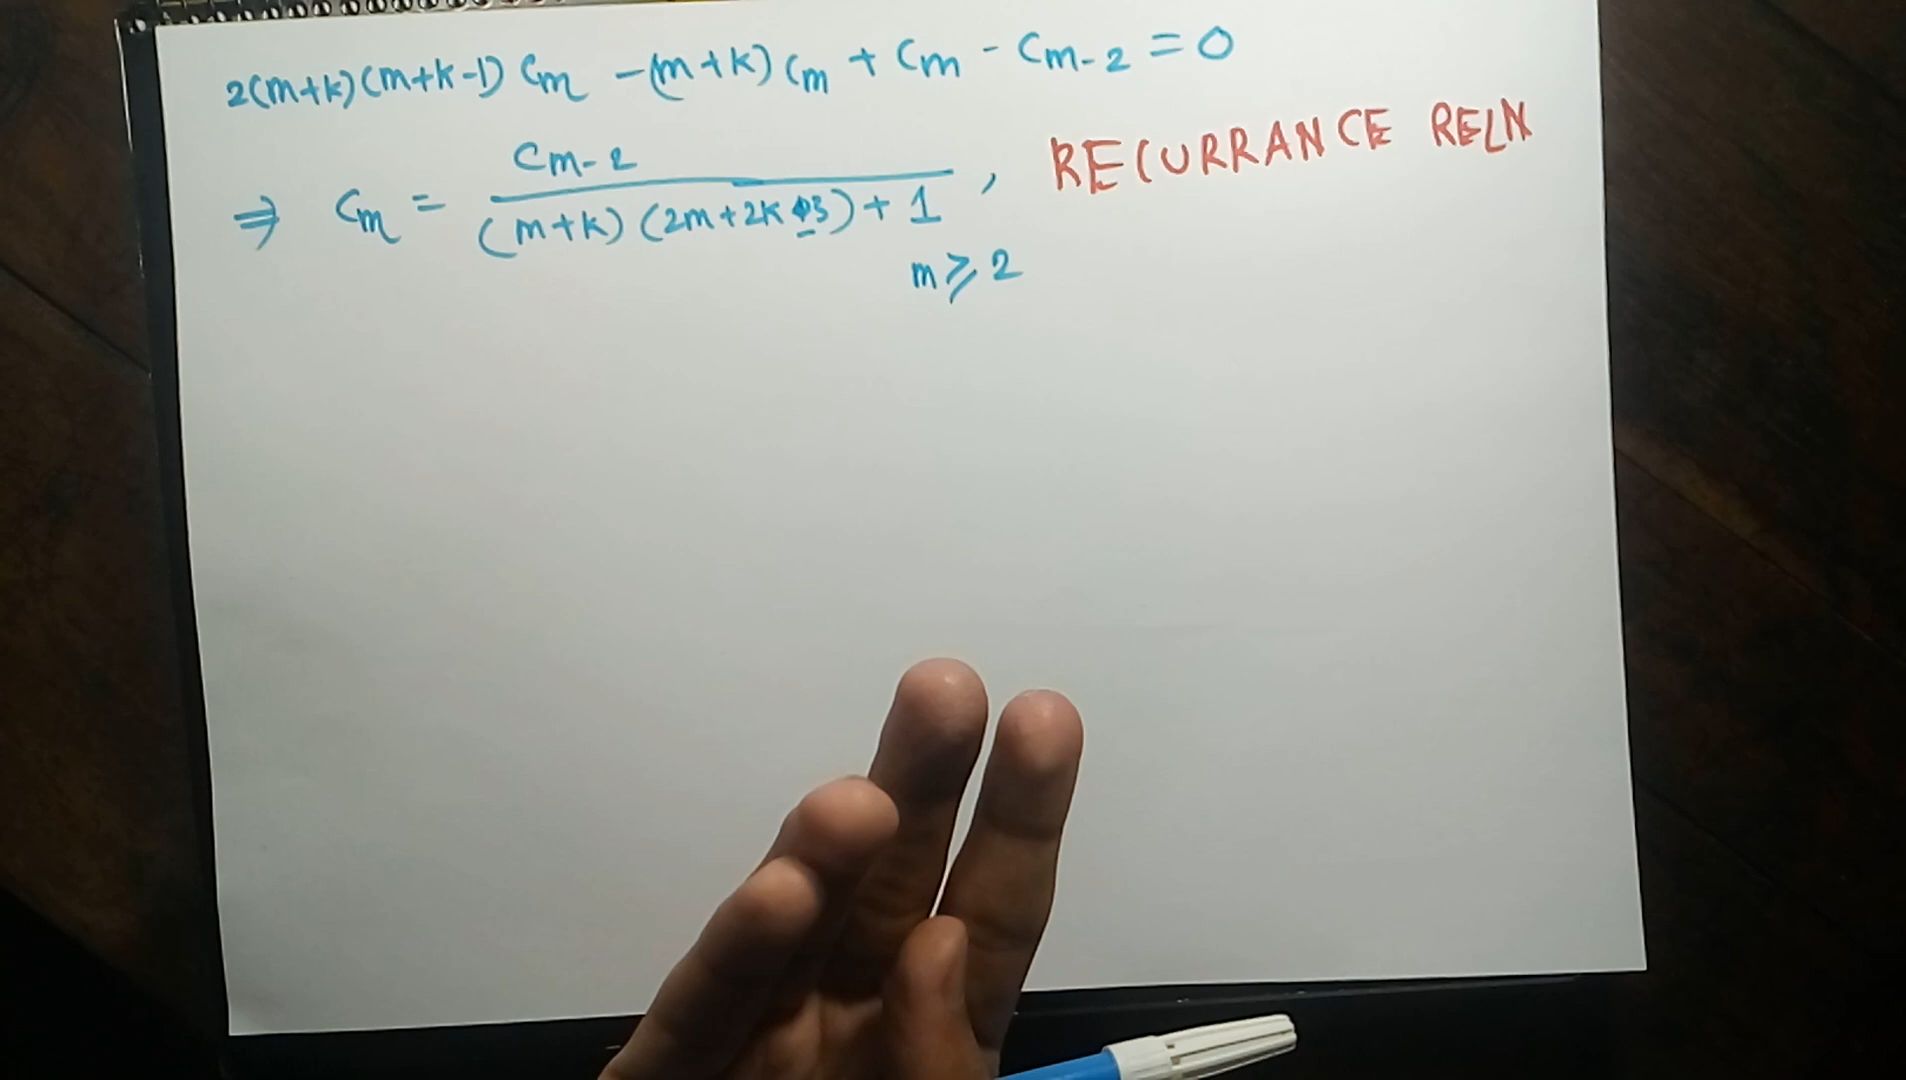 2(m+k)(m+k-1) Cm -(m+k) Cm + Cm - Cm-2 = 0
Cm-2
⇒ Cm = ————— , RECURRANCE RELN
(m+k) (2m+2k-3) + 1
m ⩾ 2